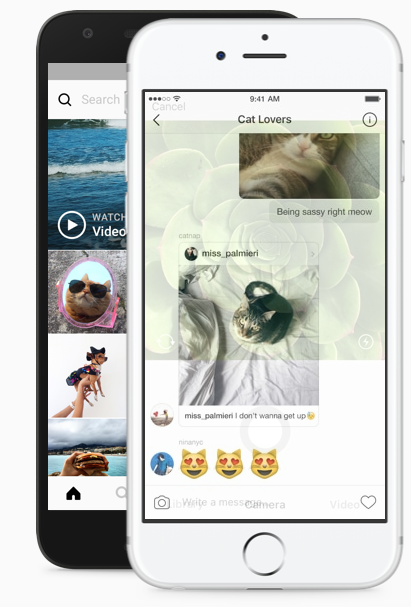 Search
WATCH
Video
9:41 AM
Cancel
Cat Lovers
Being sassy right meow
catnap
miss_palmieri
miss_palmieri I don't wanna get up
ninanyc
Write a message...
Library
Camera
Video